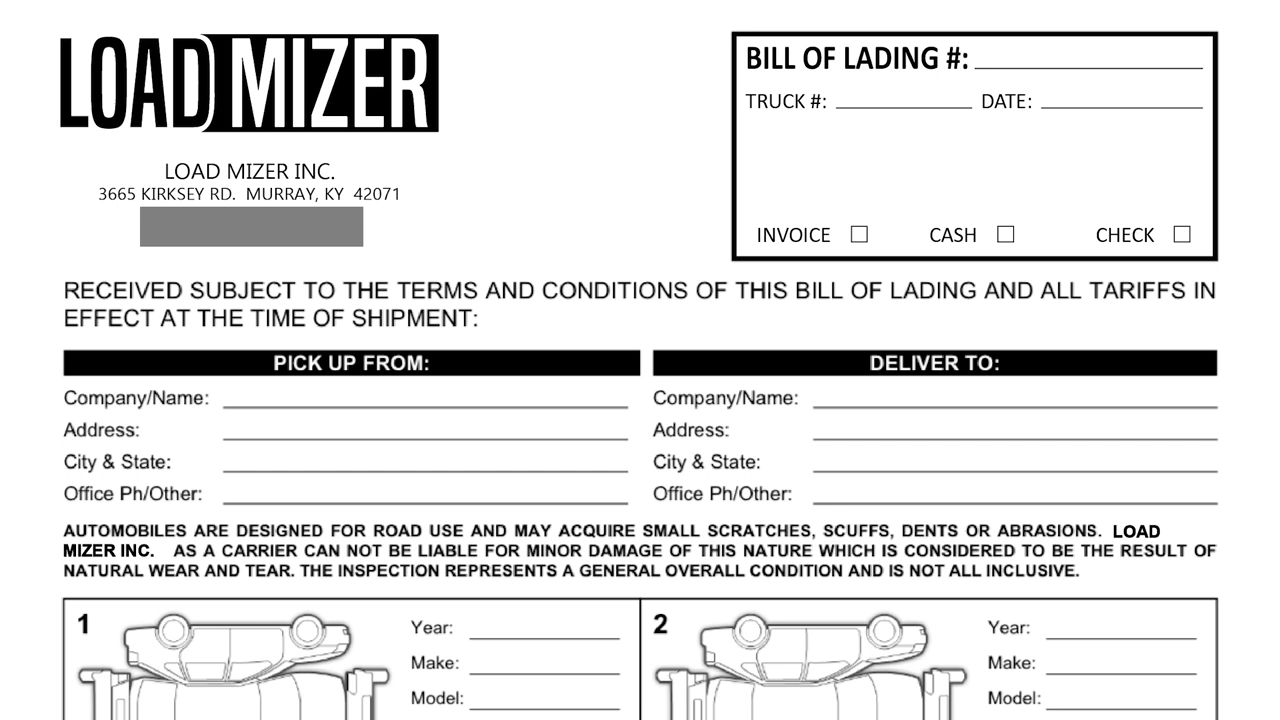 LOAD MIZER
BILL OF LADING #:
TRUCK #: DATE:
LOAD MIZER INC.
3665 KIRKSEY RD. MURRAY, KY 42071
INVOICE CASH CHECK
RECEIVED SUBJECT TO THE TERMS AND CONDITIONS OF THIS BILL OF LADING AND ALL TARIFFS IN
EFFECT AT THE TIME OF SHIPMENT:
PICK UP FROM:
Company/Name:
Address:
City & State:
Office Ph/Other:
DELIVER TO:
Company/Name:
Address:
City & State:
Office Ph/Other:
AUTOMOBILES ARE DESIGNED FOR ROAD USE AND MAY ACQUIRE SMALL SCRATCHES, SCUFFS, DENTS OR ABRASIONS. LOAD
MIZER INC. AS A CARRIER CAN NOT BE LIABLE FOR MINOR DAMAGE OF THIS NATURE WHICH IS CONSIDERED TO BE THE RESULT OF
NATURAL WEAR AND TEAR. THE INSPECTION REPRESENTS A GENERAL OVERALL CONDITION AND IS NOT ALL INCLUSIVE.
1
Year:
Make:
Model:
2
Year:
Make:
Model: